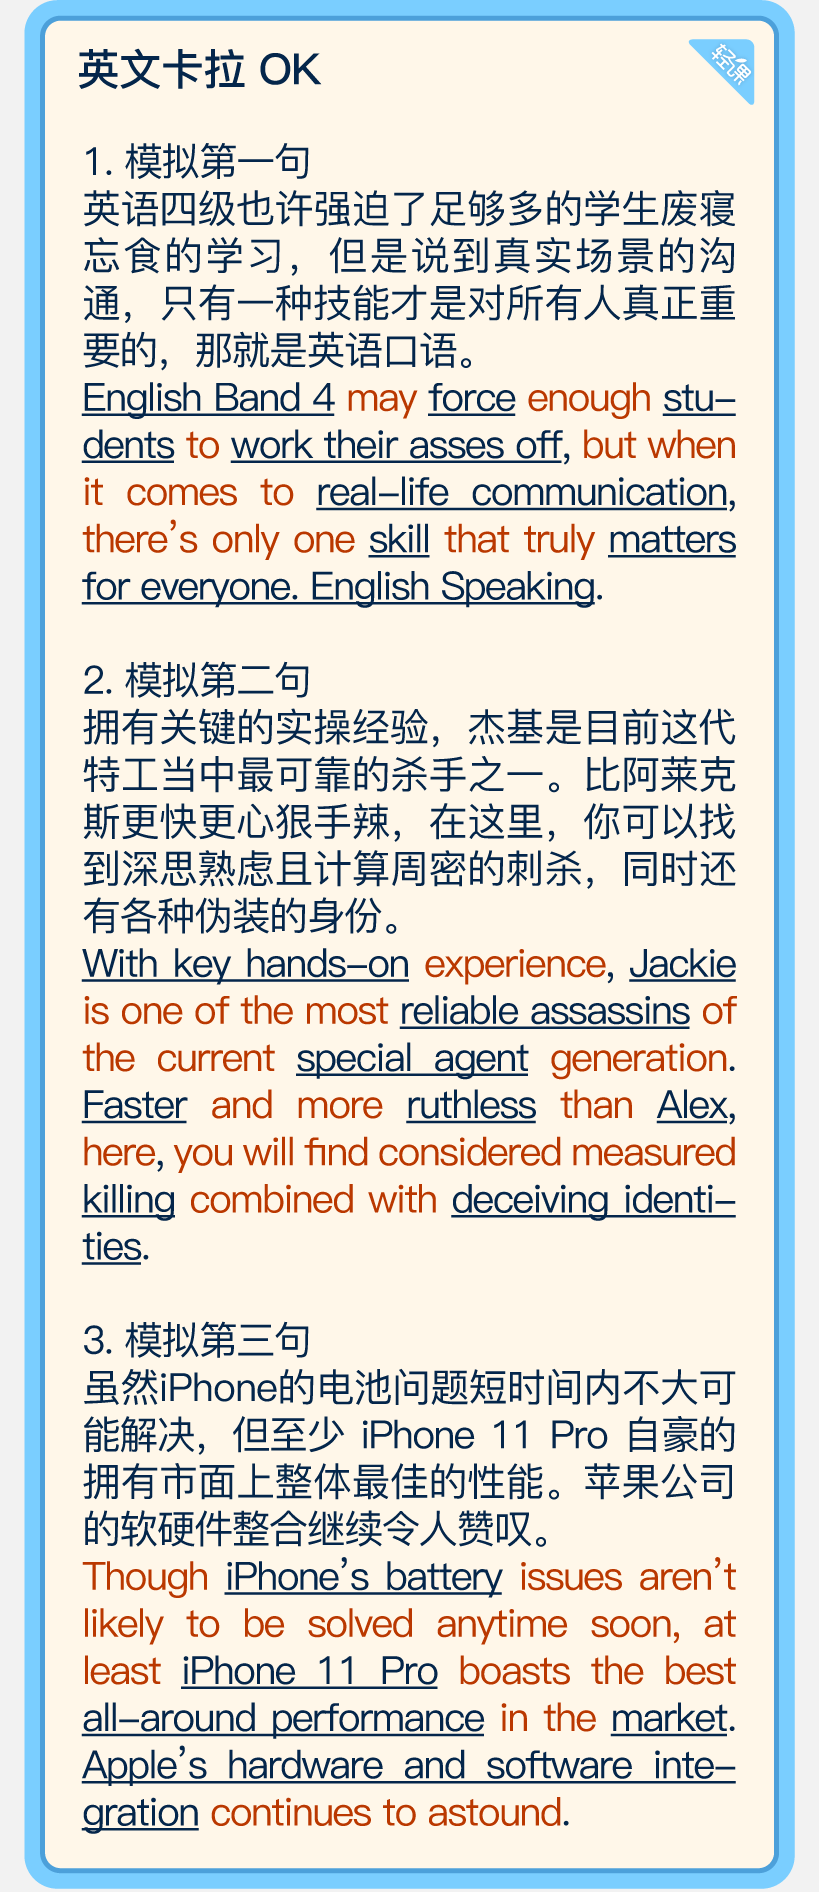 英文卡拉 OK
轻课
1. 模拟第一句
英语四级也许强迫了足够多的学生废寝
忘食的学习，但是说到真实场景的沟
通，只有一种技能才是对所有人真正重
要的，那就是英语口语。
English Band 4 may force enough stu-
dents to work their asses off, but when
it comes to real-life communication,
there's only one skill that truly matters
for everyone. English Speaking.
2. 模拟第二句
拥有关键的实操经验，杰基是目前这代
特工当中最可靠的杀手之一。比阿莱克
斯更快更心狠手辣，在这里，你可以找
到深思熟虑且计算周密的刺杀，同时还
有各种伪装的身份。
With key hands-on experience, Jackie
is one of the most reliable assassins of
the current special agent generation.
Faster and more ruthless than Alex,
here, you will find considered measured
killing combined with deceiving identi-
ties.
3. 模拟第三句
虽然iPhone的电池问题短时间内不大可
能解决，但至少 iPhone 11 Pro 自豪的
拥有市面上整体最佳的性能。苹果公司
的软硬件整合继续令人赞叹。
Though iPhone's battery issues aren't
likely to be solved anytime soon, at
least iPhone 11 Pro boasts the best
all-around performance in the market.
Apple's hardware and software inte-
gration continues to astound.